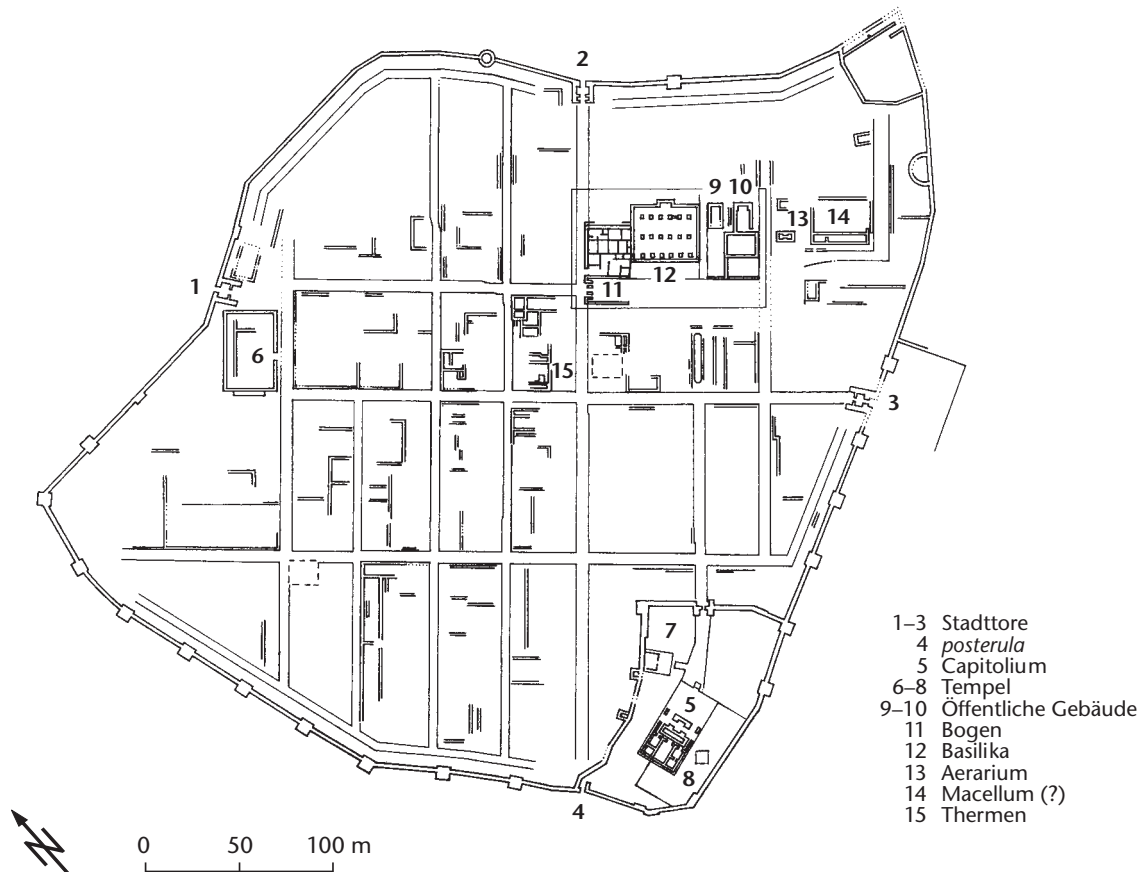 2
1
9 10
13
14
12
11
6
15
3
7
5
8
4
1–3 Stadttore
4 posterula
5 Capitolium
6–8 Tempel
9–10 Öffentliche Gebäude
11 Bogen
12 Basilika
13 Aerarium
14 Macellum (?)
15 Thermen
N
0 50 100 m